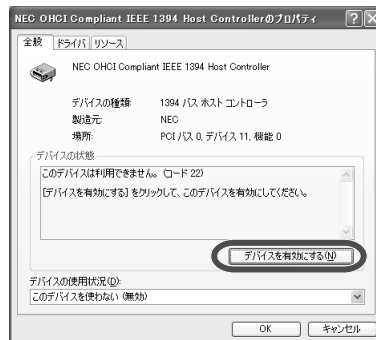 NEC OHCI Compliant IEEE 1394 Host Controllerのプロパティ
全般 ドライバ リソース
NEC OHCI Compliant IEEE 1394 Host Controller
デバイスの種類: 1394 バス ホスト コントローラ
製造元: NEC
場所: PCI バス 0, デバイス 11, 機能 0
デバイスの状態
このデバイスは利用できません。 (コード 22)
[デバイスを有効にする] をクリックして、このデバイスを有効にしてください。
デバイスを有効にする(N)
デバイスの使用状況(D):
このデバイスを使わない (無効)
OK キャンセル